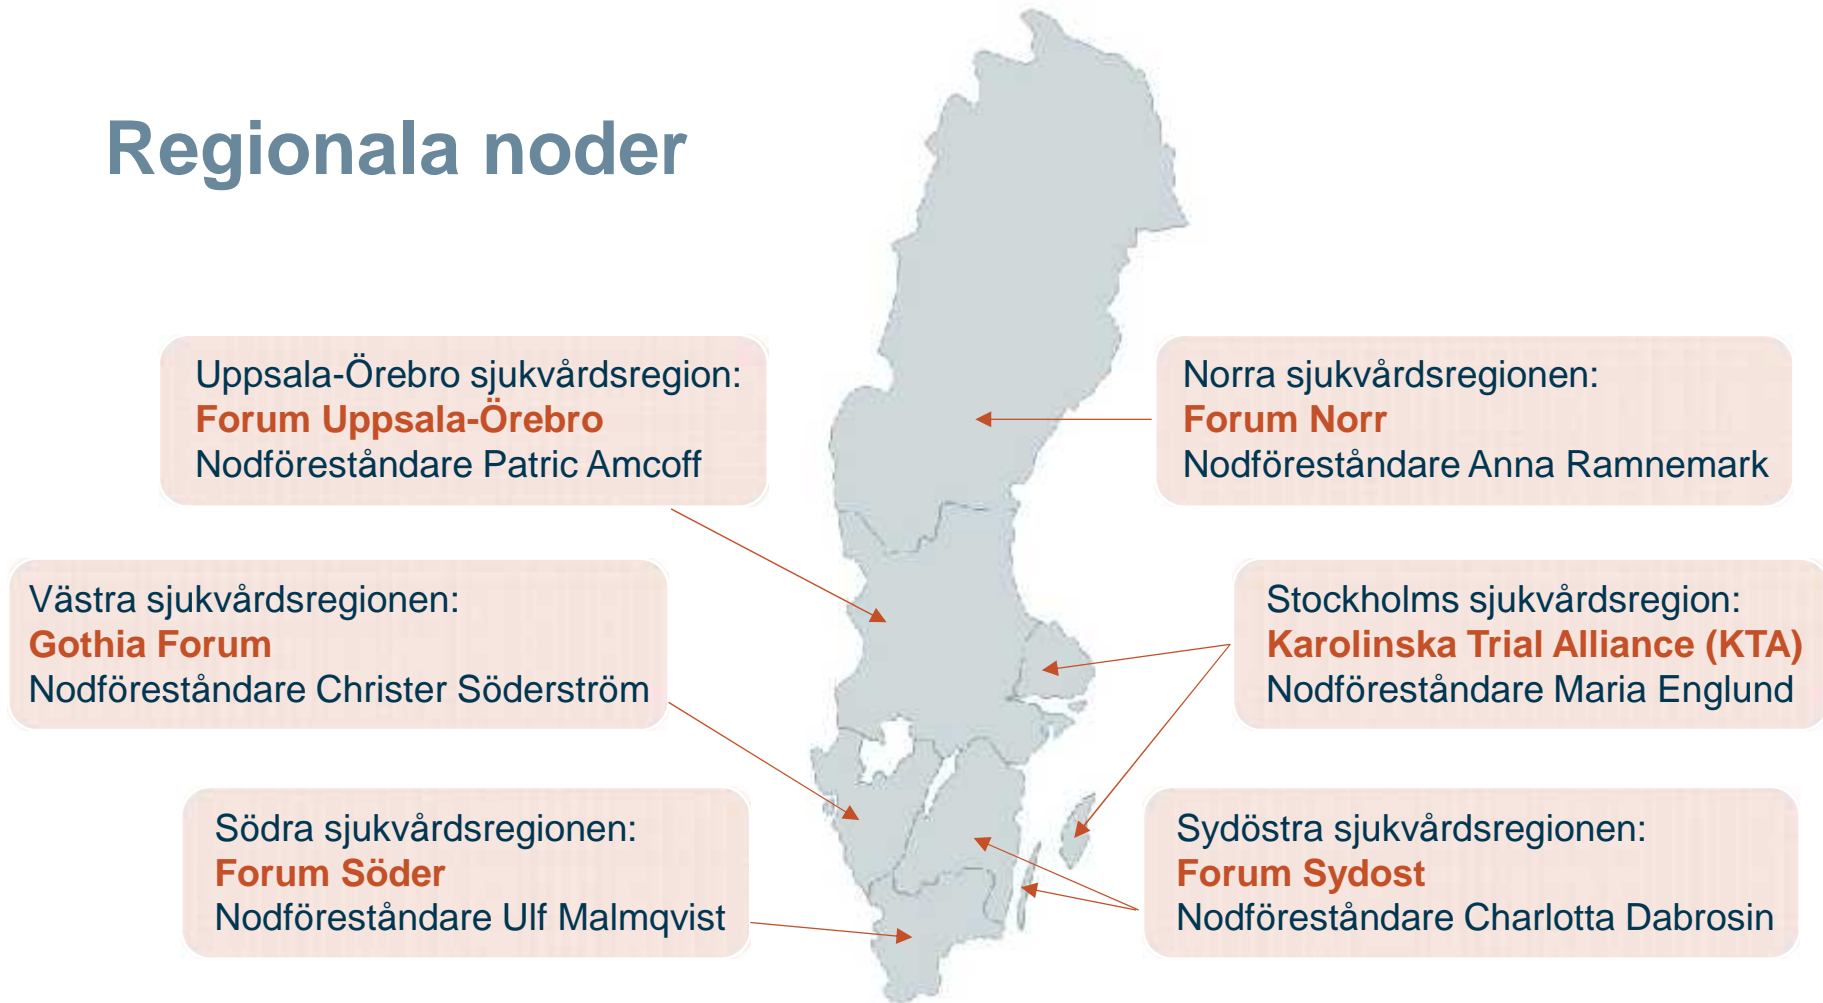 Regionala noder
Uppsala-Örebro sjukvårdsregion:
Forum Uppsala-Örebro
Nodföreståndare Patric Amcoff
Norra sjukvårdsregionen:
Forum Norr
Nodföreståndare Anna Ramnemark
Västra sjukvårdsregionen:
Gothia Forum
Nodföreståndare Christer Söderström
Stockholms sjukvårdsregion:
Karolinska Trial Alliance (KTA)
Nodföreståndare Maria Englund
Södra sjukvårdsregionen:
Forum Söder
Nodföreståndare Ulf Malmqvist
Sydöstra sjukvårdsregionen:
Forum Sydost
Nodföreståndare Charlotta Dabrosin